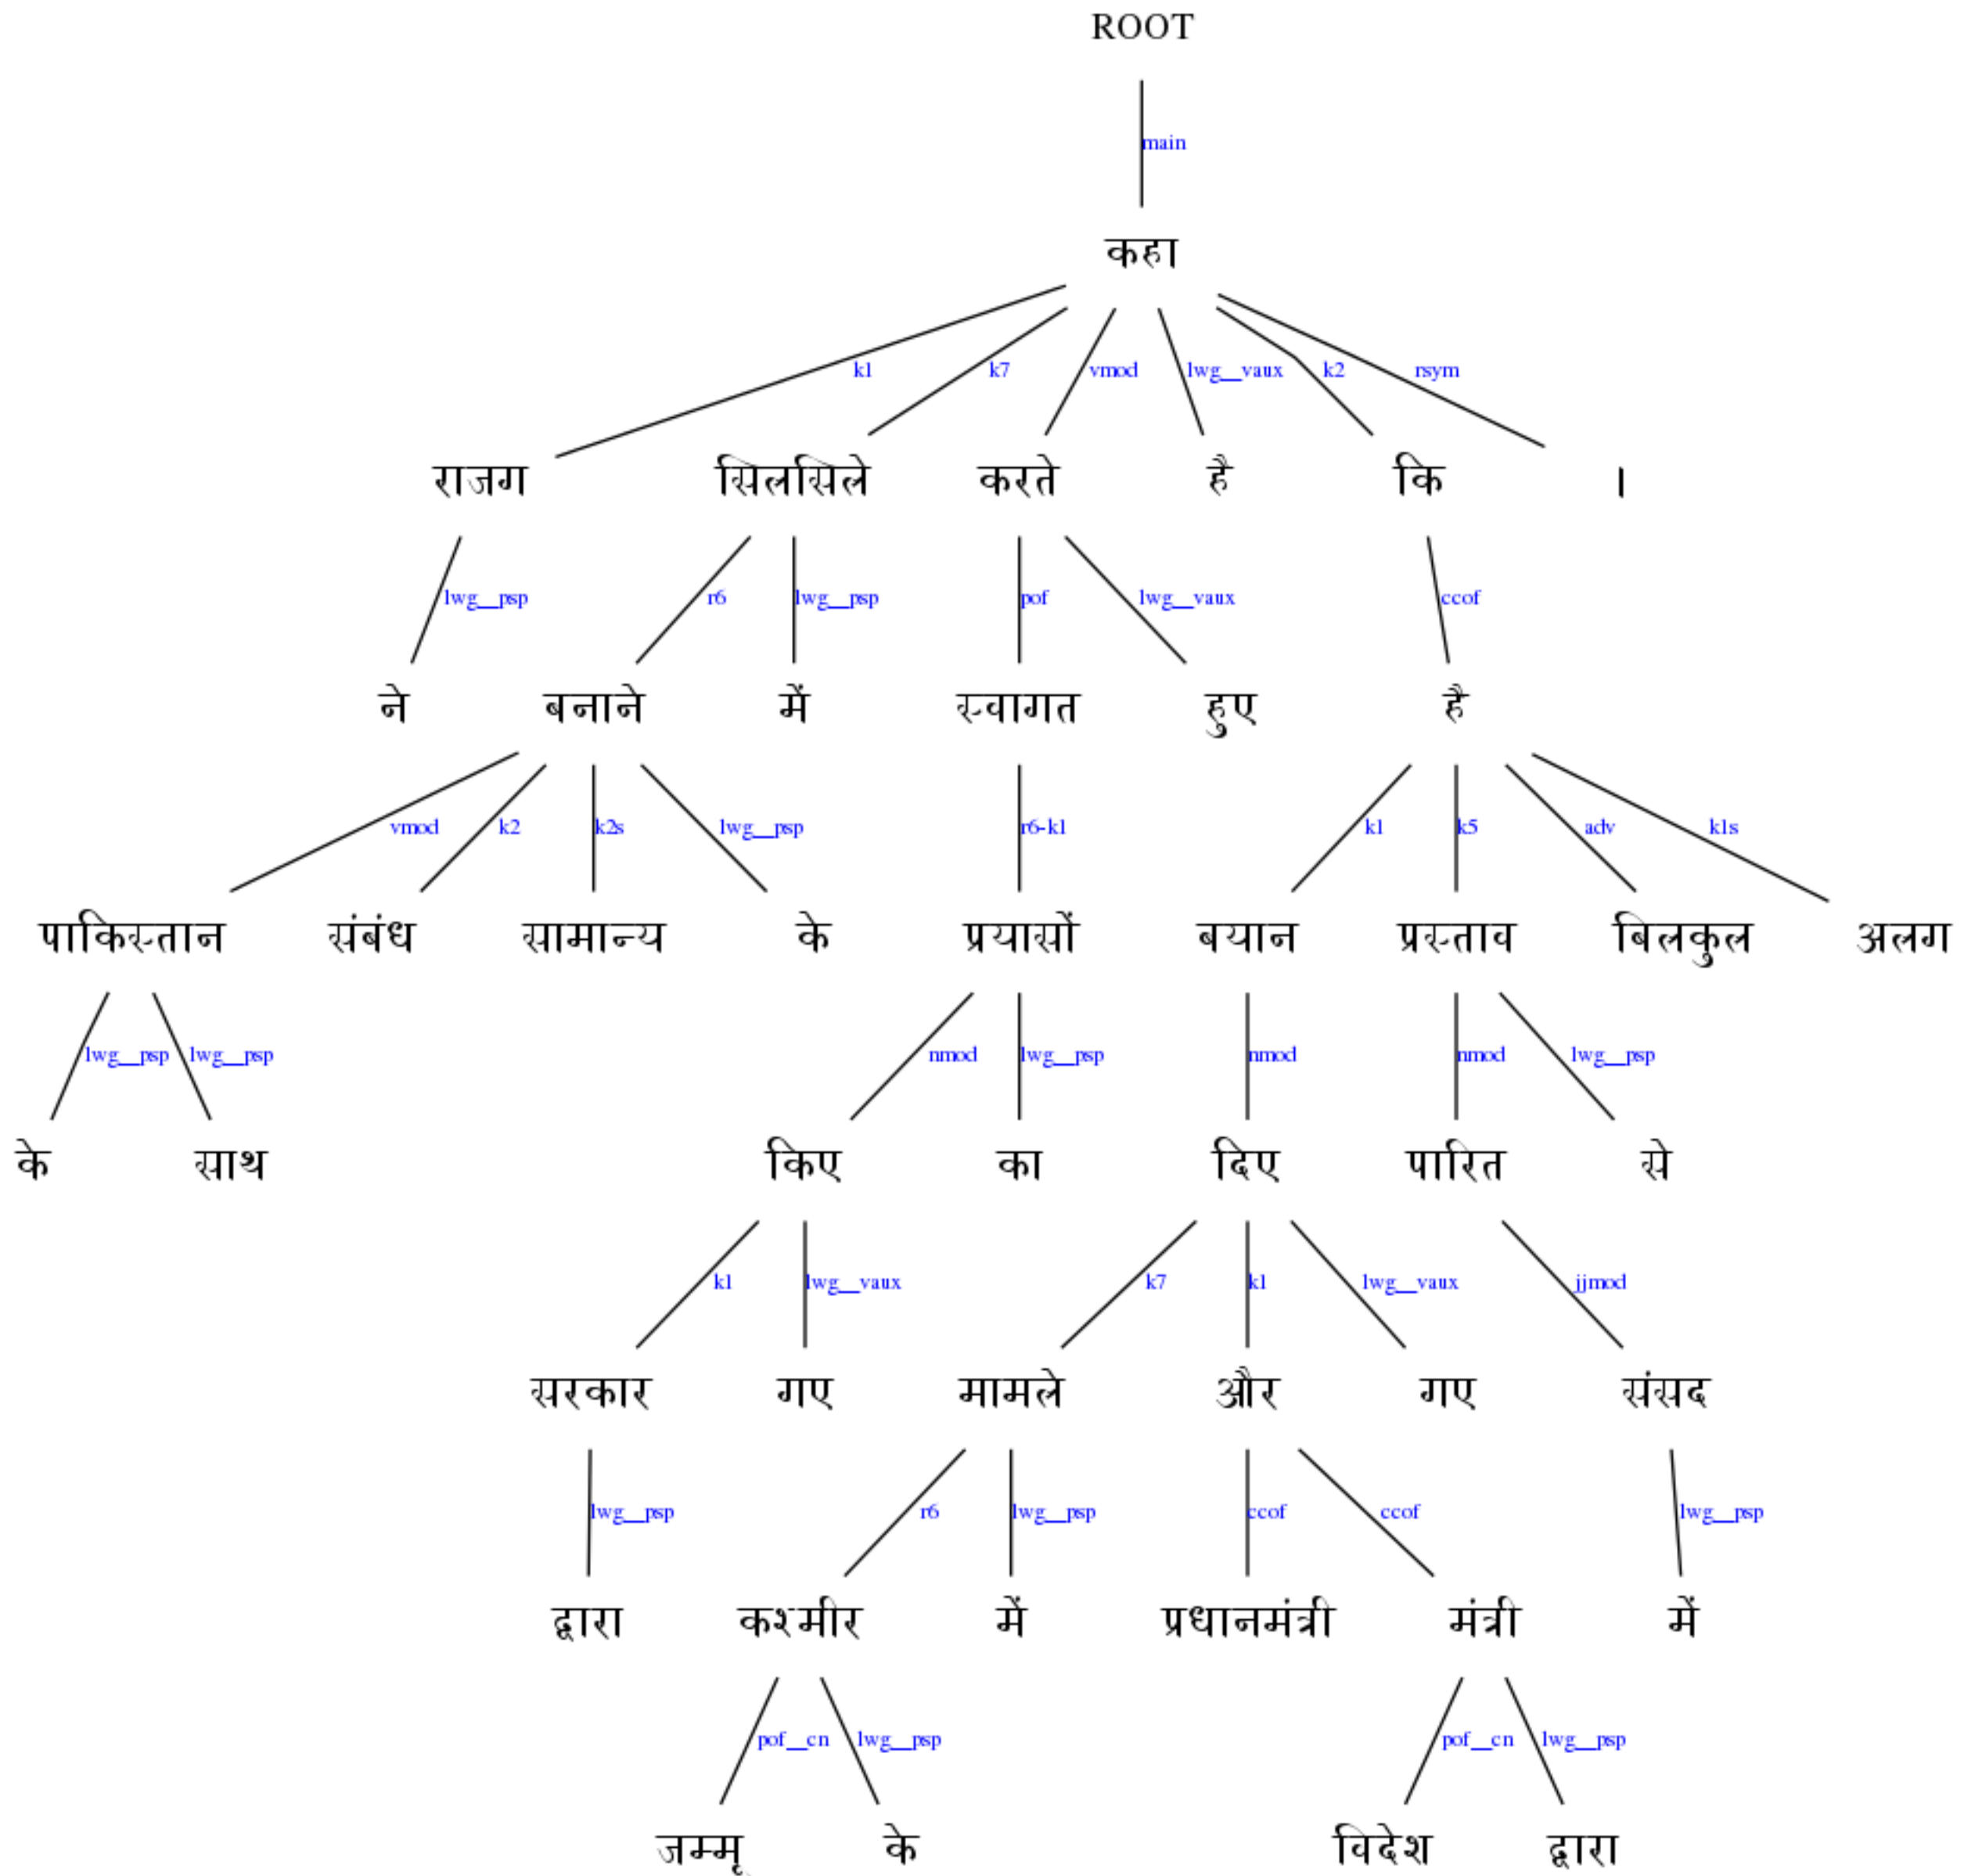 ROOT
main
कहा
k1 k7 vmod lwg__vaux k2 rsym
राजग सिलसिले करते है कि ।
lwg__psp r6 lwg__psp pof lwg__vaux ccof
ने बनाने में स्वागत हुए है
vmod k2 k2s lwg__psp r6-k1 k1 k5 adv k1s
पाकिस्तान संबंध सामान्य के प्रयासों बयान प्रस्ताव बिलकुल अलग
lwg__psp lwg__psp nmod lwg__psp nmod nmod lwg__psp
के साथ किए का दिए पारित से
k1 lwg__vaux k7 k1 lwg__vaux jjmod
सरकार गए मामले और गए संसद
lwg__psp r6 lwg__psp ccof ccof lwg__psp
द्वारा कश्मीर में प्रधानमंत्री मंत्री में
pof__cn lwg__psp pof__cn lwg__psp
जम्मू के विदेश द्वारा